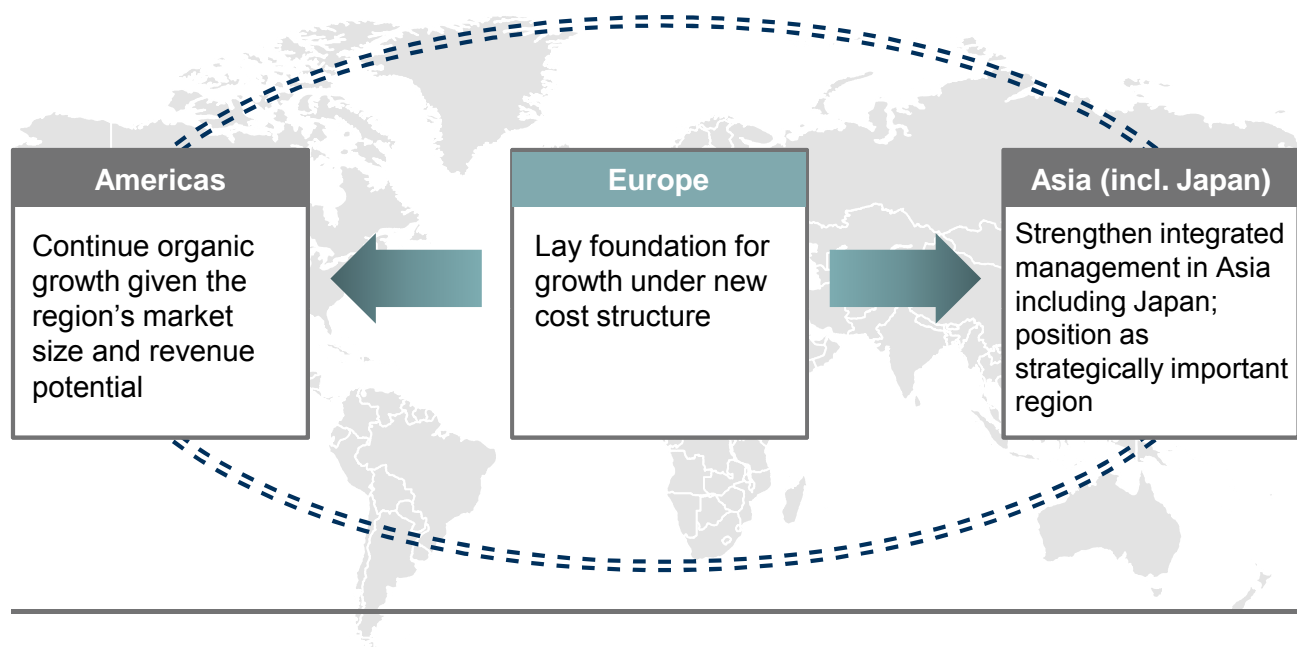 Americas
Continue organic
growth given the
region's market
size and revenue
potential
Europe
Lay foundation for
growth under new
cost structure
Asia (incl. Japan)
Strengthen integrated
management in Asia
including Japan;
position as
strategically important
region